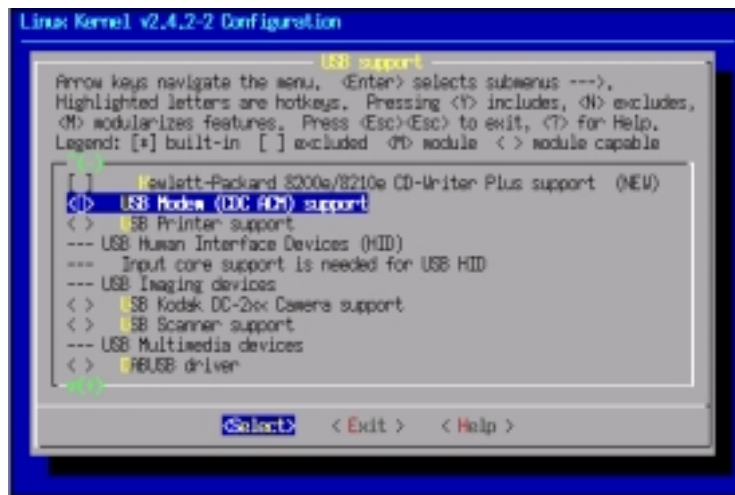 Linux Kernel v2.4.2-2 Configuration
USB support
Arrow keys navigate the menu. <Enter> selects submenus --->.
Highlighted letters are hotkeys. Pressing <Y> includes, <N> excludes,
<M> modularizes features. Press <Esc><Esc> to exit, <?> for Help.
Legend: [*] built-in [ ] excluded <M> module < > module capable
^(-)
[ ] Hewlett-Packard 8200e/8210e CD-Writer Plus support (NEW)
< > USB Modem (CDC ACM) support
< > USB Printer support
--- USB Human Interface Devices (HID)
--- Input core support is needed for USB HID
--- USB Imaging devices
< > USB Kodak DC-2xx Camera support
< > USB Scanner support
--- USB Multimedia devices
< > DABUSB driver
v(+)
<Select> < Exit > < Help >